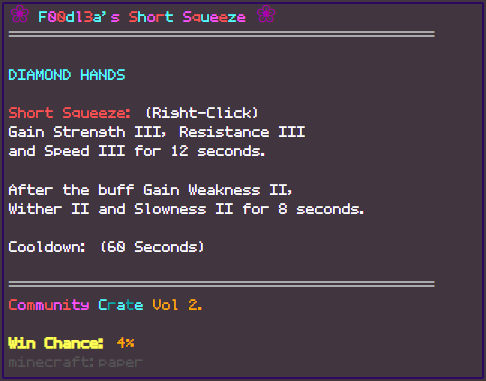 F00dl3a's Short Squeeze
DIAMOND HANDS
Short Squeeze: (Right-Click)
Gain Strength III, Resistance III
and Speed III for 12 seconds.
After the buff Gain Weakness II,
Wither II and Slowness II for 8 seconds.
Cooldown: (60 Seconds)
Community Crate Vol 2.
Win Chance: 4%
minecraft:paper